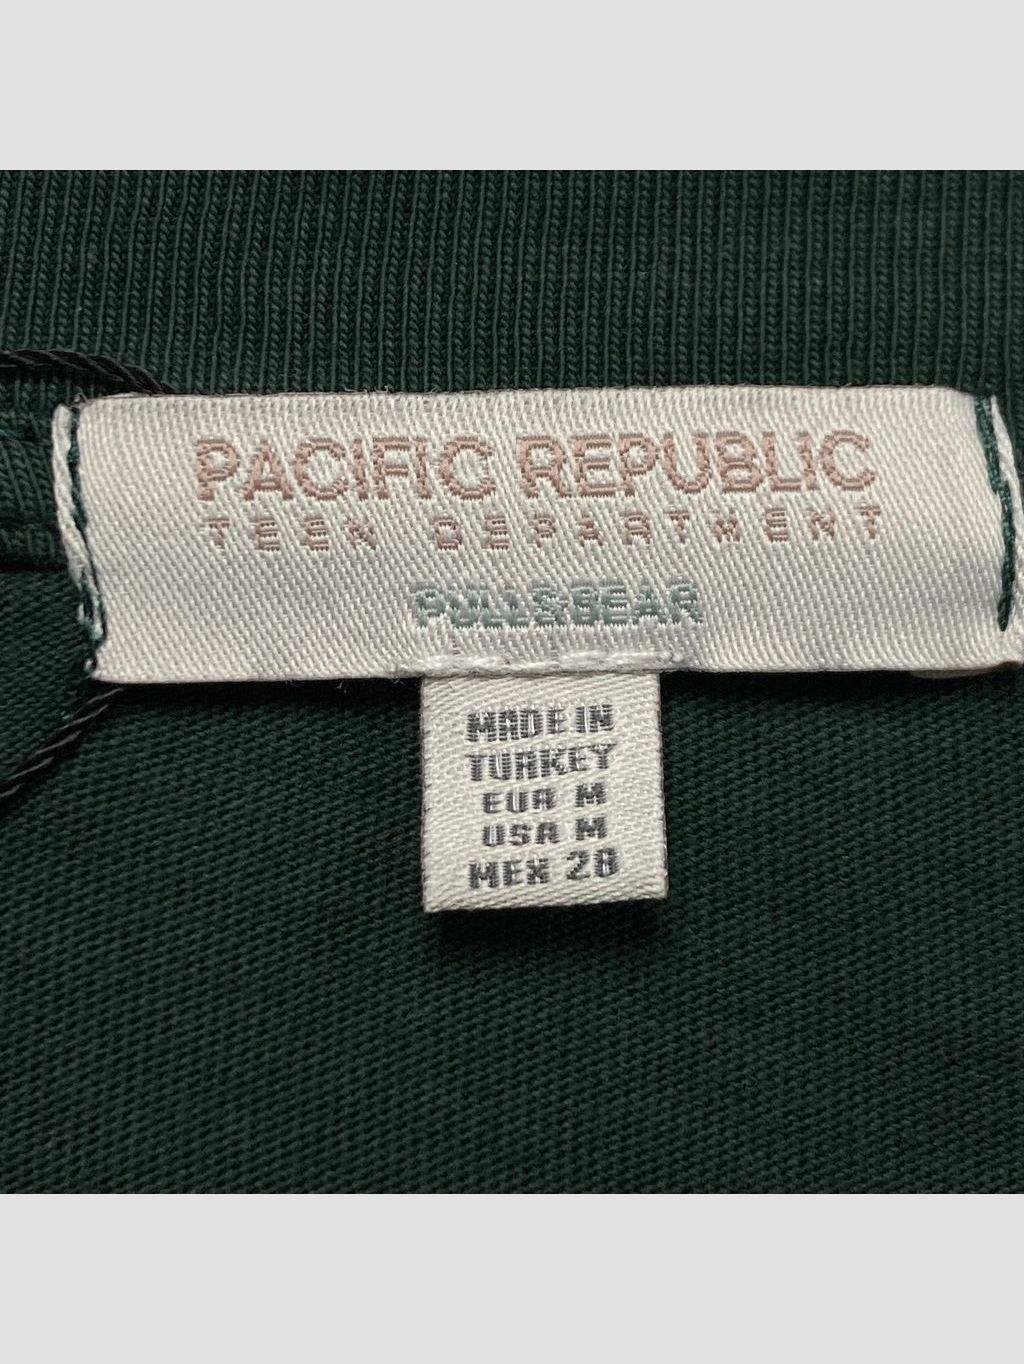 PACIFIC REPUBLIC
TEEN DEPARTMENT
PULL&BEAR
MADE IN
TURKEY
EUR M
USA M
MEX 28